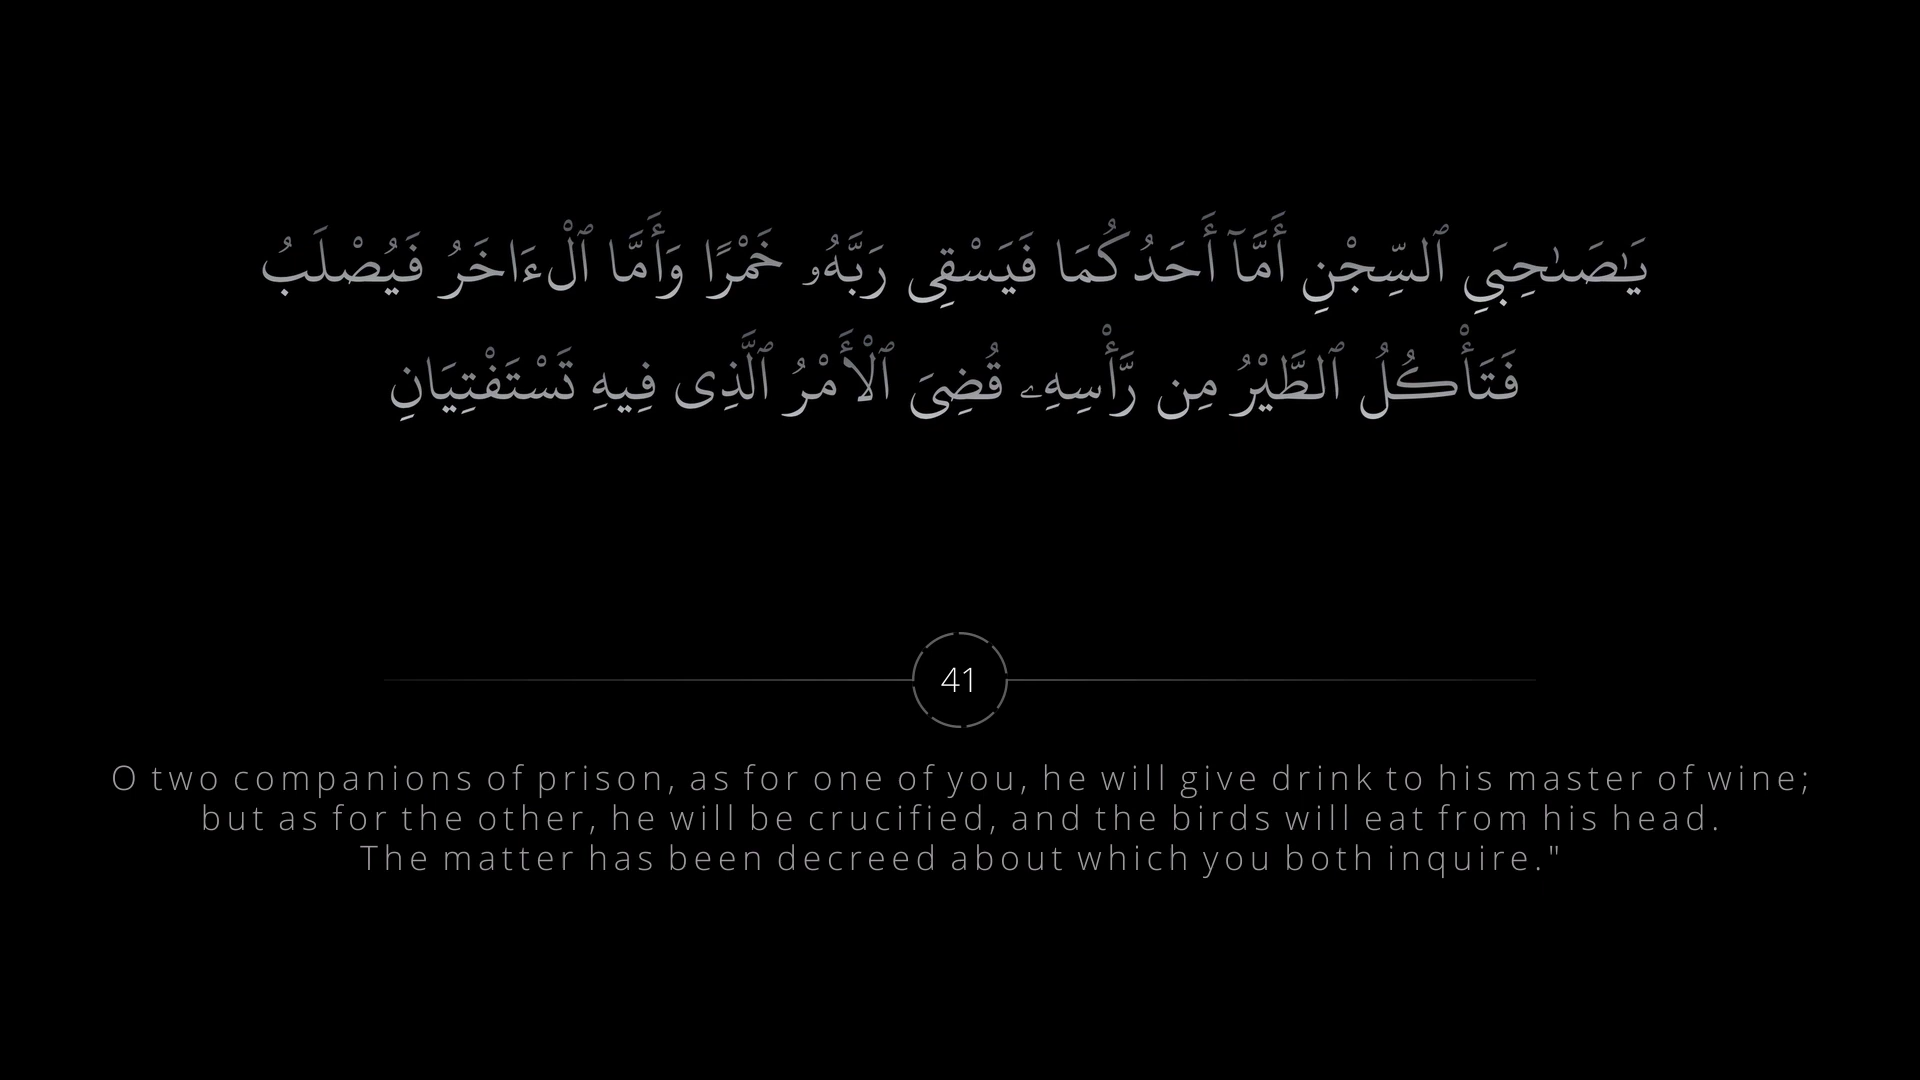 يَـٰصَـٰحِبَىِ ٱلسِّجْنِ أَمَّآ أَحَدُكُمَا فَيَسْقِى رَبَّهُۥ خَمْرًا وَأَمَّا ٱلْءَاخَرُ فَيُصْلَبُ
فَتَأْكُلُ ٱلطَّيْرُ مِن رَّأْسِهِۦ قُضِىَ ٱلْأَمْرُ ٱلَّذِى فِيهِ تَسْتَفْتِيَانِ
41
O two companions of prison, as for one of you, he will give drink to his master of wine;
but as for the other, he will be crucified, and the birds will eat from his head.
The matter has been decreed about which you both inquire."